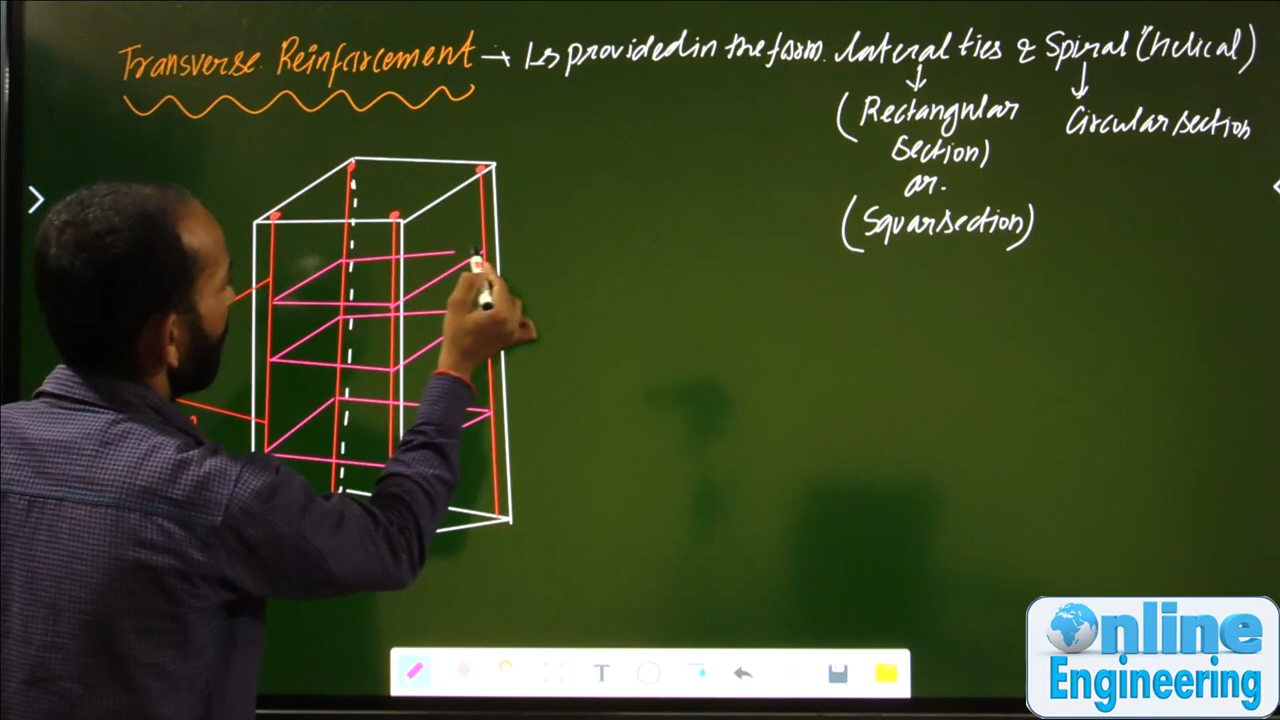 Transverse Reinforcement → Is provided in the form. lateral ties & Spiral (helical)
(Rectangular section) or. (Squar section)
Circular section
T
Online Engineering